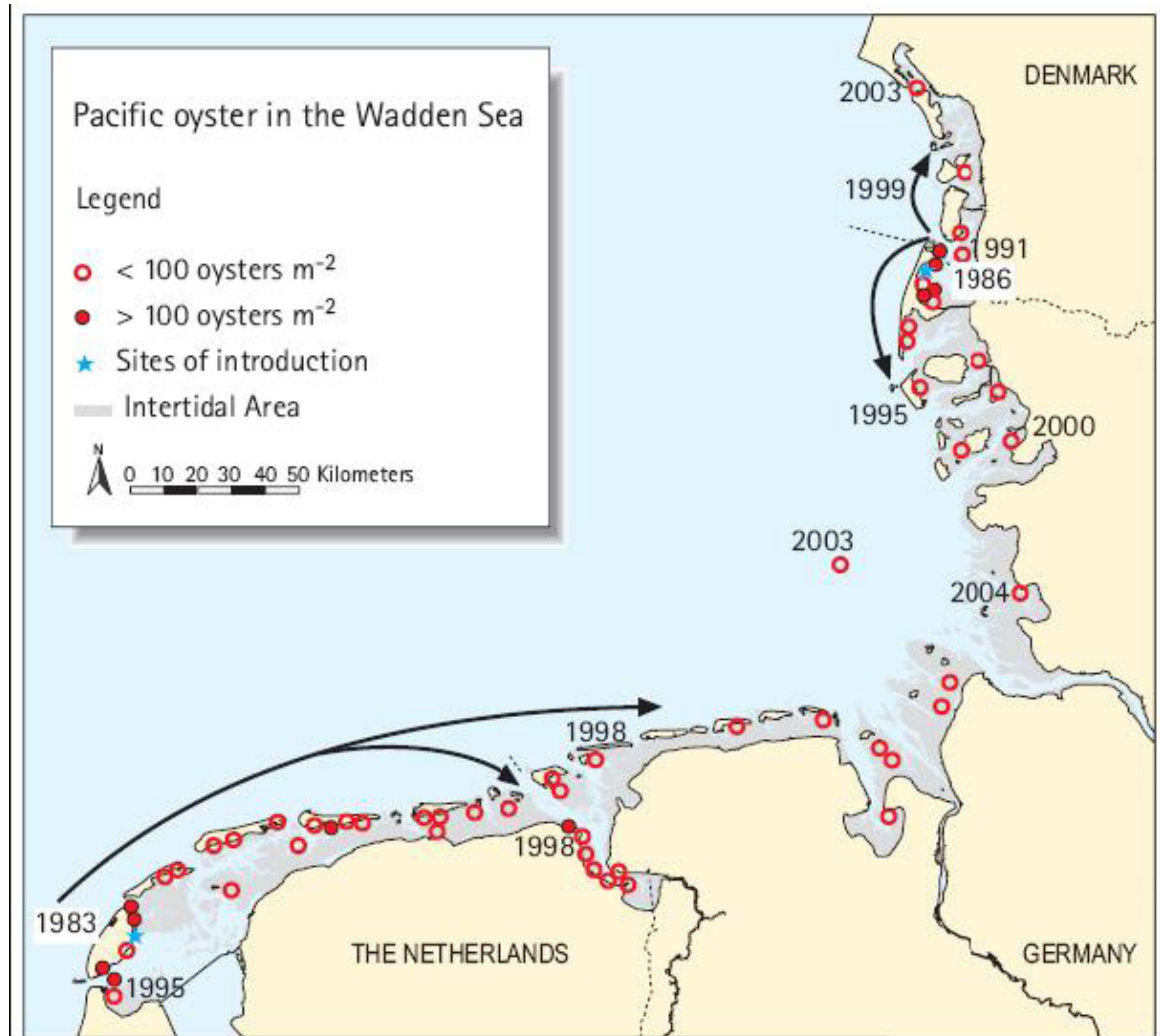 Pacific oyster in the Wadden Sea
Legend
< 100 oysters m-2
> 100 oysters m-2
Sites of introduction
Intertidal Area
N
0 10 20 30 40 50 Kilometers
DENMARK
2003
1999
1991
1986
1995
2000
2003
2004
1998
1998
1983
THE NETHERLANDS
GERMANY
1995